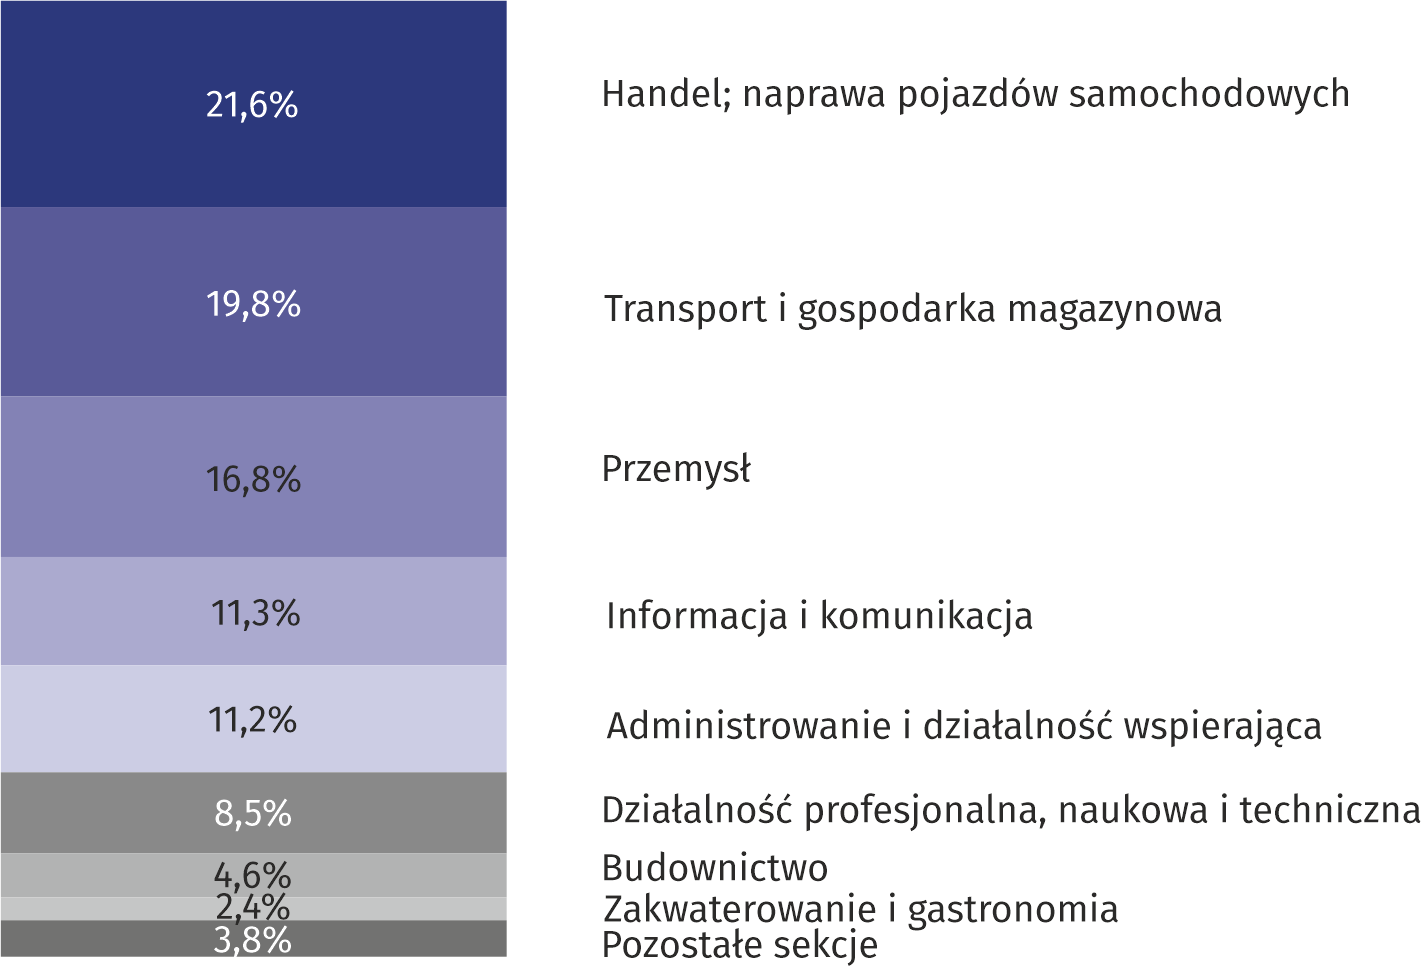 21,6% Handel; naprawa pojazdów samochodowych
19,8% Transport i gospodarka magazynowa
16,8% Przemysł
11,3% Informacja i komunikacja
11,2% Administrowanie i działalność wspierająca
8,5% Działalność profesjonalna, naukowa i techniczna
4,6% Budownictwo
2,4% Zakwaterowanie i gastronomia
3,8% Pozostałe sekcje